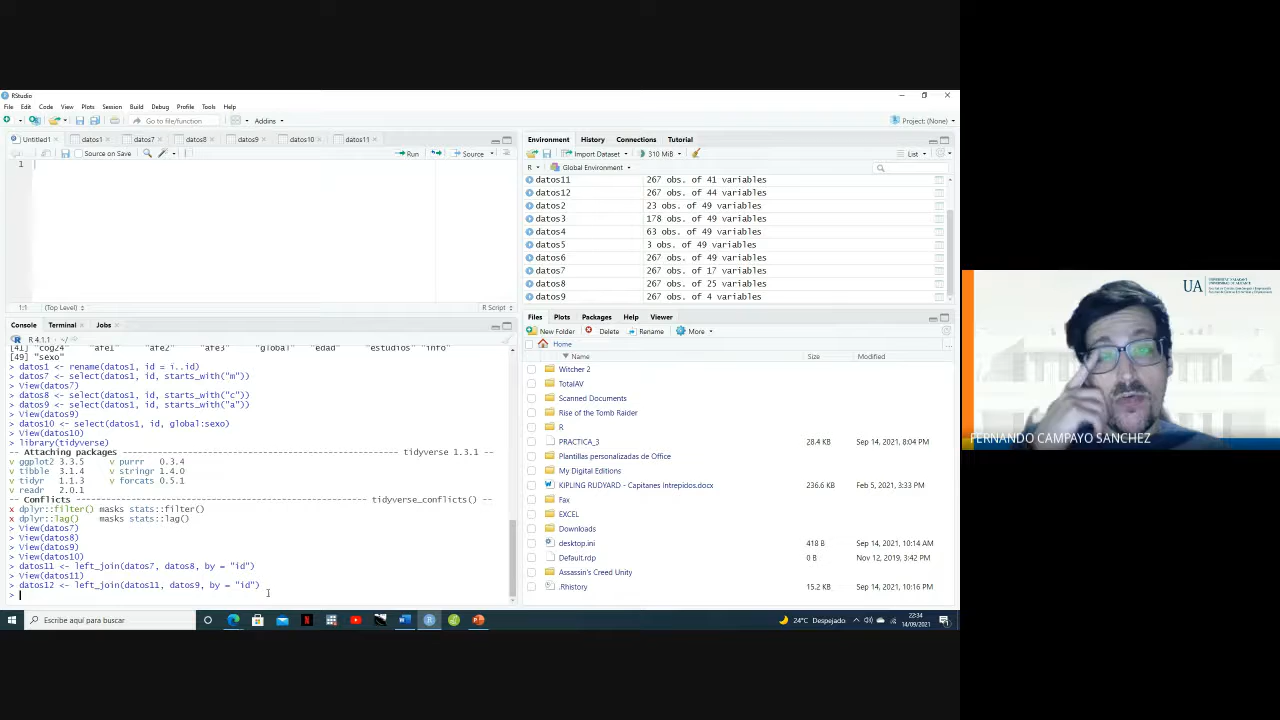 RStudio
File Edit Code View Plots Session Build Debug Profile Tools Help
Go to file/function Addins Project: (None)
Untitled1 datos1 datos7 datos8 datos9 datos10 datos11
Source on Save Run Source
1
1:1 (Top Level) R Script
Console Terminal Jobs
R 4.1.1 · ~/
[41] "cog24" "afe1" "afe2" "afe3" "global" "edad" "estudios" "info"
[49] "sexo"
> datos1 <- rename(datos1, id = i..id)
> datos7 <- select(datos1, id, starts_with("m"))
> View(datos7)
> datos8 <- select(datos1, id, starts_with("c"))
> datos9 <- select(datos1, id, starts_with("a"))
> View(datos9)
> datos10 <- select(datos1, id, global:sexo)
> View(datos10)
> library(tidyverse)
-- Attaching packages ---------------------------------------- tidyverse 1.3.1 --
v ggplot2 3.3.5 v purrr 0.3.4
v tibble 3.1.4 v stringr 1.4.0
v tidyr 1.1.3 v forcats 0.5.1
v readr 2.0.1
-- Conflicts ------------------------------------------- tidyverse_conflicts() --
x dplyr::filter() masks stats::filter()
x dplyr::lag() masks stats::lag()
> View(datos7)
> View(datos8)
> View(datos9)
> View(datos10)
> datos11 <- left_join(datos7, datos8, by = "id")
> View(datos11)
> datos12 <- left_join(datos11, datos9, by = "id")
>
Environment History Connections Tutorial
Import Dataset 310 MiB List
R Global Environment
datos11 267 obs. of 41 variables
datos12 267 obs. of 44 variables
datos2 23 obs. of 49 variables
datos3 178 obs. of 49 variables
datos4 63 obs. of 49 variables
datos5 3 obs. of 49 variables
datos6 267 obs. of 49 variables
datos7 267 obs. of 17 variables
datos8 267 obs. of 25 variables
datos9 267 obs. of 4 variables
Files Plots Packages Help Viewer
New Folder Delete Rename More
Home
Name Size Modified
Witcher 2
TotalAV
Scanned Documents
Rise of the Tomb Raider
R
PRACTICA_3 28.4 KB Sep 14, 2021, 8:04 PM
Plantillas personalizadas de Office
My Digital Editions
KIPLING RUDYARD - Capitanes Intrepidos.docx 236.6 KB Feb 5, 2021, 3:33 PM
Fax
EXCEL
Downloads
desktop.ini 418 B Sep 14, 2021, 10:14 AM
Default.rdp 0 B Nov 12, 2019, 3:42 PM
Assassin's Creed Unity
.Rhistory 15.2 KB Sep 14, 2021, 10:16 PM
Escribe aquí para buscar
24°C Despejado
22:34
14/09/2021
UA
FERNANDO CAMPAYO SANCHEZ